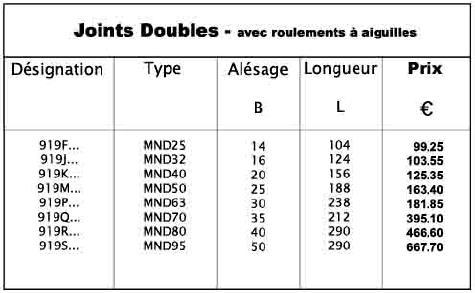 Joints Doubles - avec roulements à aiguilles
Désignation Type Alésage Longueur Prix
B L €
919F... MND25 14 104 99.25
919J... MND32 16 124 103.55
919K... MND40 20 156 125.35
919M... MND50 25 188 163.40
919P... MND63 30 238 181.85
919Q... MND70 35 212 395.10
919R... MND80 40 290 466.60
919S... MND95 50 290 667.70